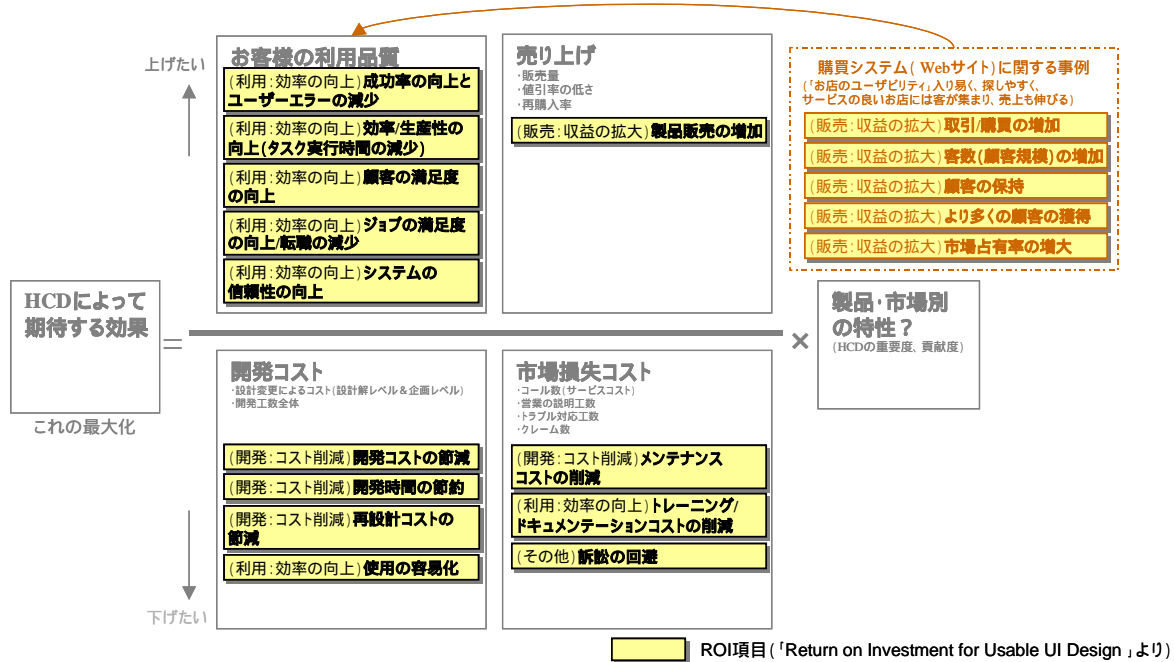 上げたい
お客様の利用品質
(利用:効率の向上)成功率の向上と
ユーザーエラーの減少
(利用:効率の向上)効率/生産性の
向上(タスク実行時間の減少)
(利用:効率の向上)顧客の満足度
の向上
(利用:効率の向上)ジョブの満足度
の向上/転職の減少
(利用:効率の向上)システムの
信頼性の向上
売り上げ
・販売量
・値引率の低さ
・再購入率
(販売:収益の拡大)製品販売の増加
購買システム(Webサイト)に関する事例
(「お店のユーザビリティ」入り易く、探しやすく、
サービスの良いお店には客が集まり、売上も伸びる)
(販売:収益の拡大)取引/購買の増加
(販売:収益の拡大)客数(顧客規模)の増加
(販売:収益の拡大)顧客の保持
(販売:収益の拡大)より多くの顧客の獲得
(販売:収益の拡大)市場占有率の増大
HCDによって
期待する効果
これの最大化
=
×
製品・市場別
の特性?
(HCDの重要度、貢献度)
開発コスト
・設計変更によるコスト(設計解レベル&企画レベル)
・開発工数全体
(開発:コスト削減)開発コストの節減
(開発:コスト削減)開発時間の節約
(開発:コスト削減)再設計コストの
節減
(利用:効率の向上)使用の容易化
下げたい
市場損失コスト
・コール数(サービスコスト)
・営業の説明工数
・トラブル対応工数
・クレーム数
(開発:コスト削減)メンテナンス
コストの削減
(利用:効率の向上)トレーニング/
ドキュメンテーションコストの削減
(その他)訴訟の回避
ROI項目(「Return on Investment for Usable UI Design」より)